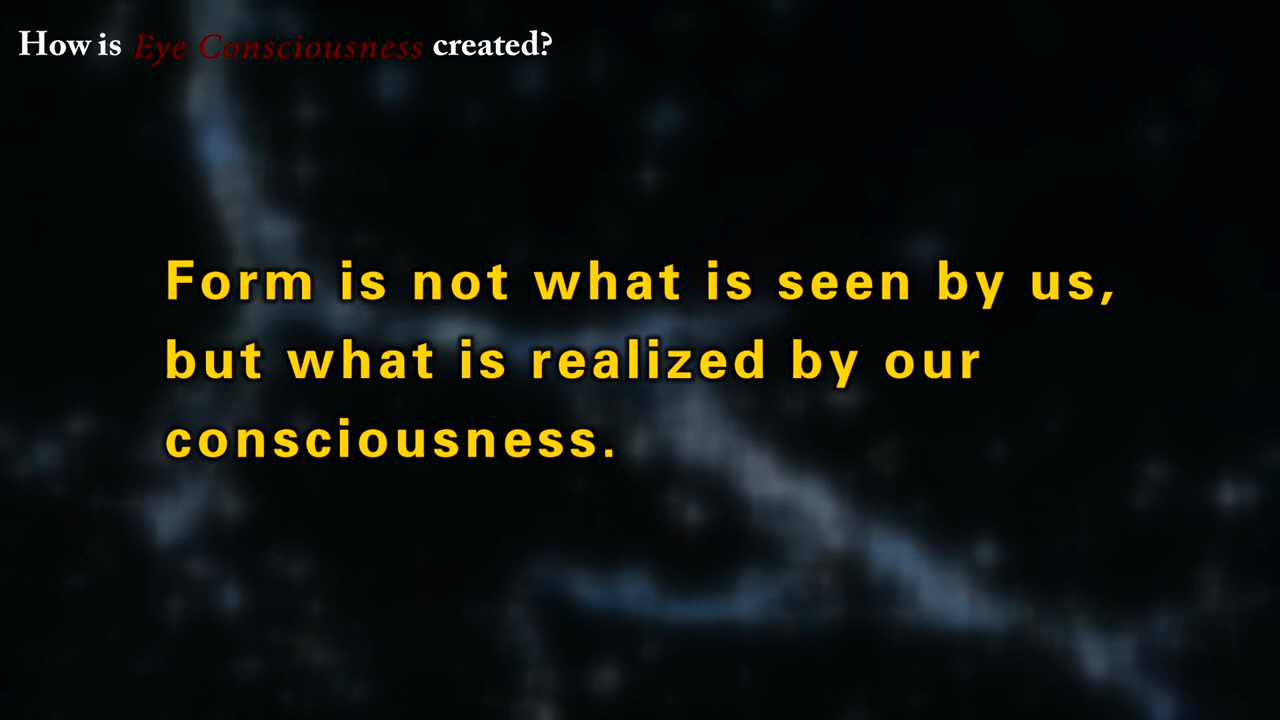 How is Eye Consciousness created?
Form is not what is seen by us,
but what is realized by our
consciousness.